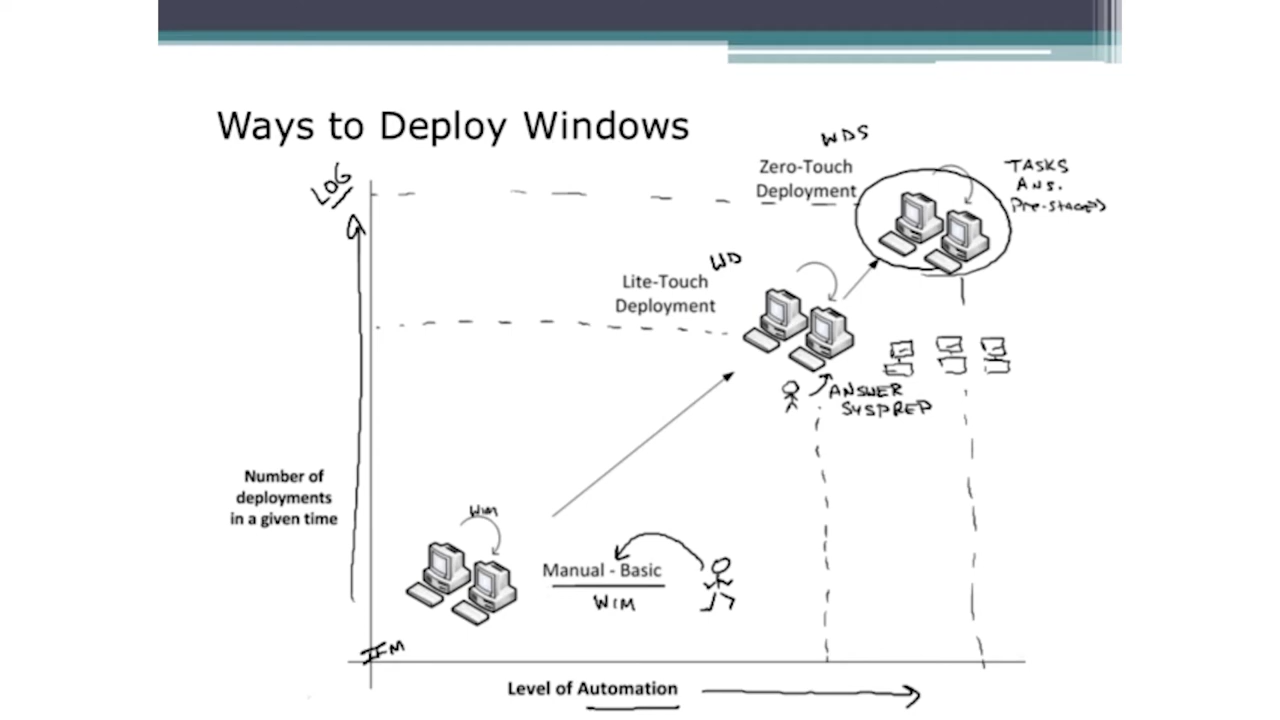 Ways to Deploy Windows
WDS
LOG
Zero-Touch
Deployment
TASKS
ANS.
Pre-staged
WD
Lite-Touch
Deployment
ANSWER
SYSPREP
Number of
deployments
in a given time
WIM
Manual - Basic
WIM
IFM
Level of Automation